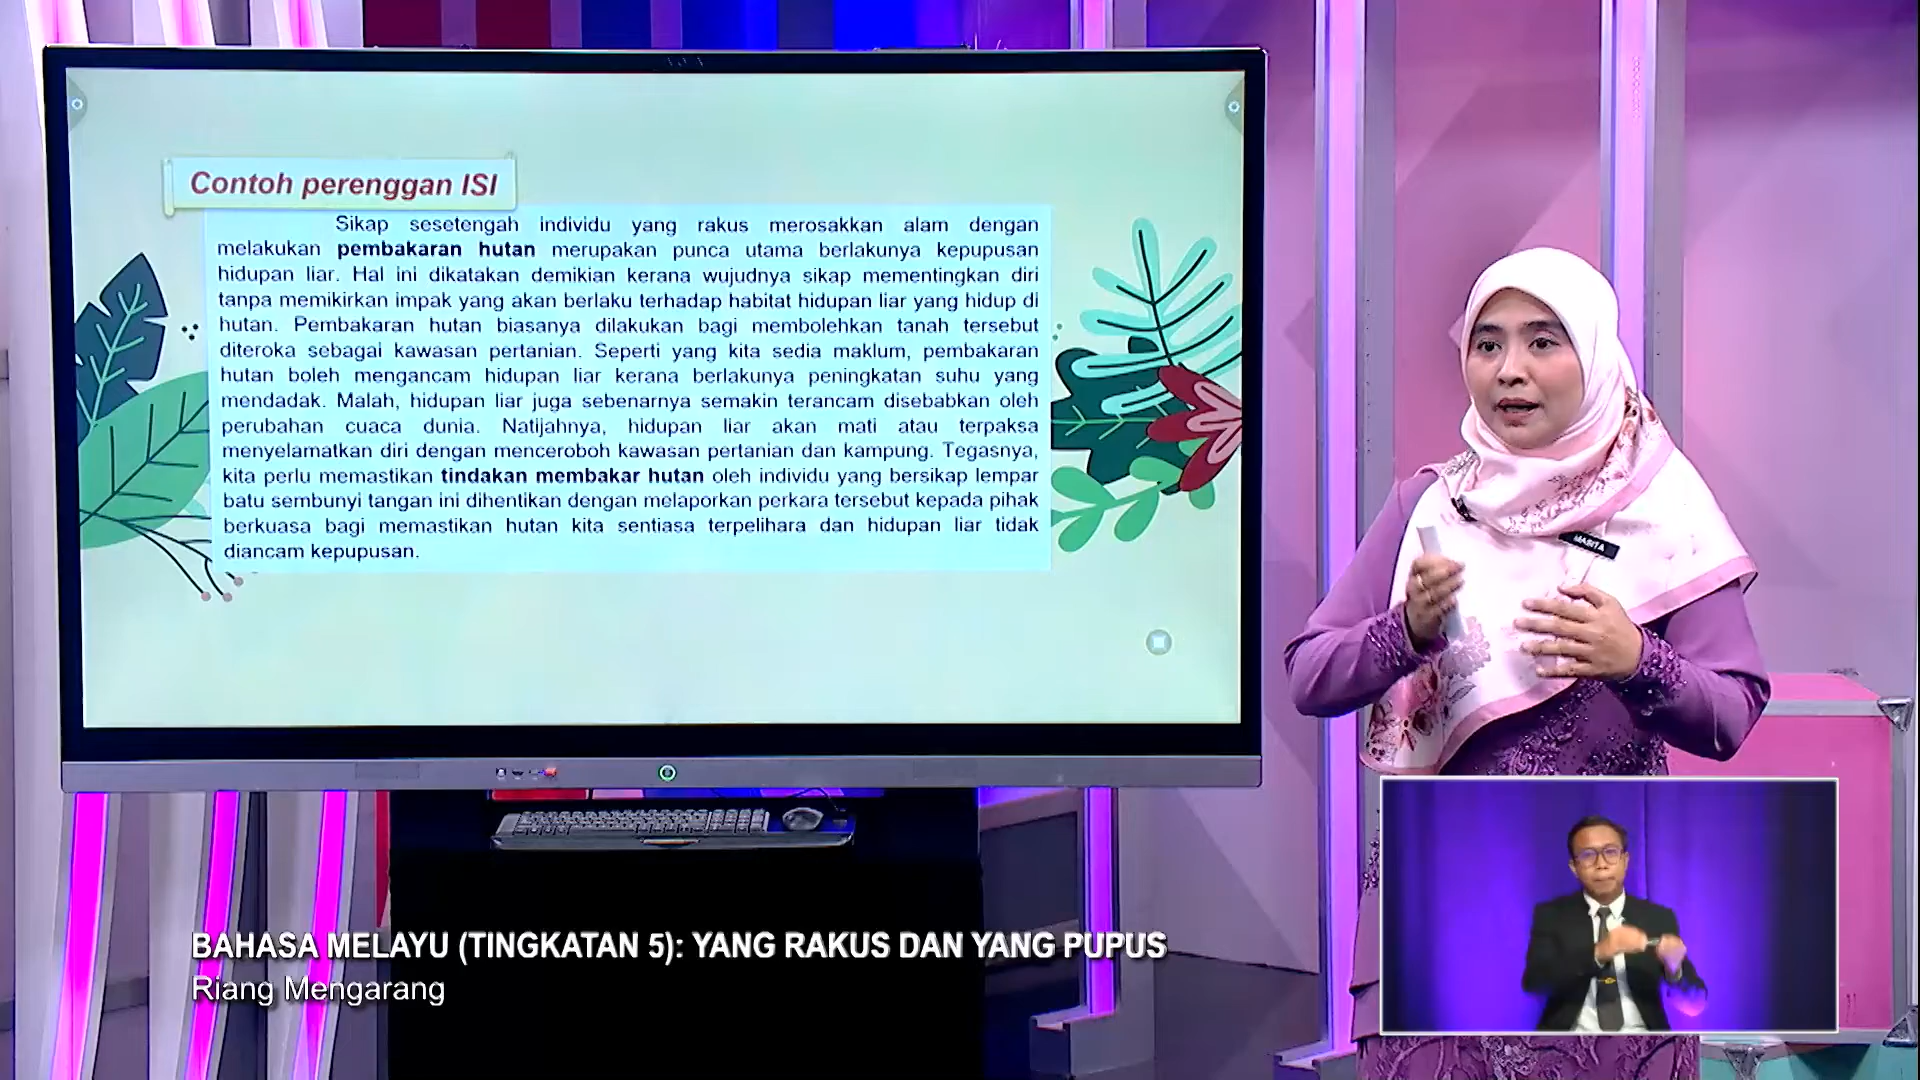 Contoh perenggan ISI
Sikap sesetengah individu yang rakus merosakkan alam dengan
melakukan pembakaran hutan merupakan punca utama berlakunya kepupusan
hidupan liar. Hal ini dikatakan demikian kerana wujudnya sikap mementingkan diri
tanpa memikirkan impak yang akan berlaku terhadap habitat hidupan liar yang hidup di
hutan. Pembakaran hutan biasanya dilakukan bagi membolehkan tanah tersebut
diteroka sebagai kawasan pertanian. Seperti yang kita sedia maklum, pembakaran
hutan boleh mengancam hidupan liar kerana berlakunya peningkatan suhu yang
mendadak. Malah, hidupan liar juga sebenarnya semakin terancam disebabkan oleh
perubahan cuaca dunia. Natijahnya, hidupan liar akan mati atau terpaksa
menyelamatkan diri dengan menceroboh kawasan pertanian dan kampung. Tegasnya,
kita perlu memastikan tindakan membakar hutan oleh individu yang bersikap lempar
batu sembunyi tangan ini dihentikan dengan melaporkan perkara tersebut kepada pihak
berkuasa bagi memastikan hutan kita sentiasa terpelihara dan hidupan liar tidak
diancam kepupusan.
MASITA
BAHASA MELAYU (TINGKATAN 5): YANG RAKUS DAN YANG PUPUS
Riang Mengarang